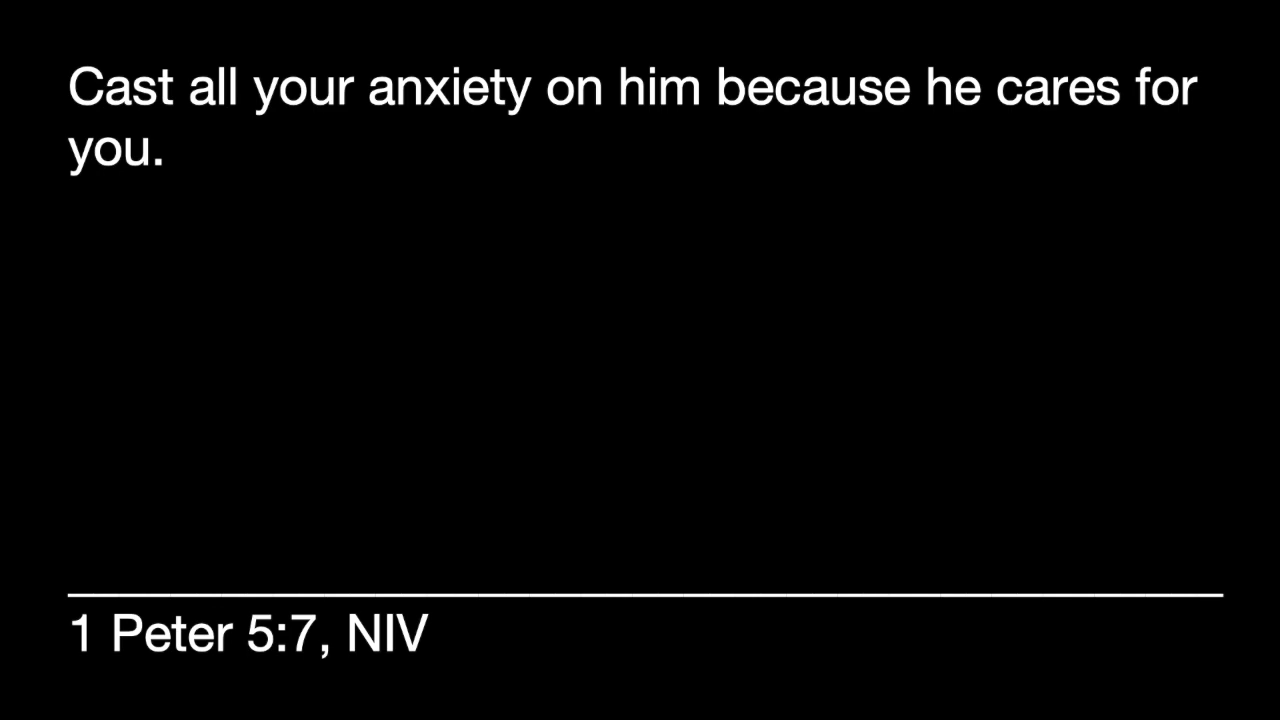 Cast all your anxiety on him because he cares for
you.
1 Peter 5:7, NIV